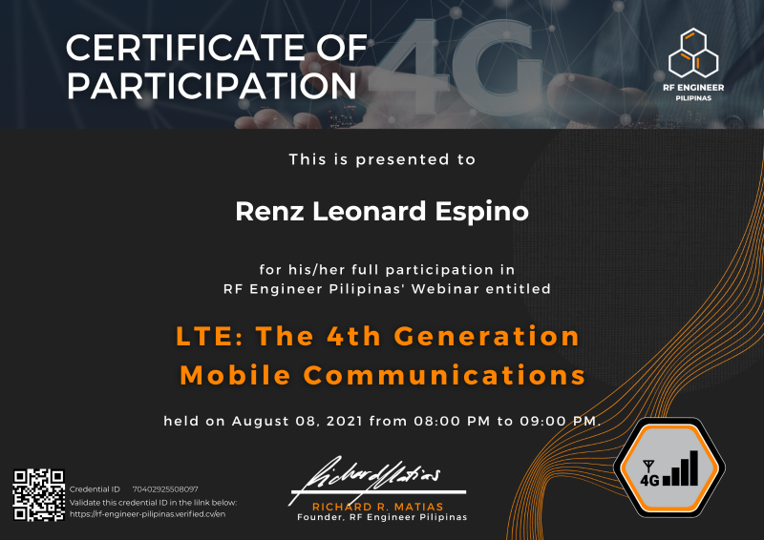 CERTIFICATE OF
PARTICIPATION
4G
RF ENGINEER
PILIPINAS
This is presented to
Renz Leonard Espino
for his/her full participation in
RF Engineer Pilipinas' Webinar entitled
LTE: The 4th Generation
Mobile Communications
held on August 08, 2021 from 08:00 PM to 09:00 PM.
Credential ID 70402925508097
Validate this credential ID in the lilnk below:
https://rf-engineer-pilipinas.verified.cv/en
Richard Matias
RICHARD R. MATIAS
Founder, RF Engineer Pilipinas
4G